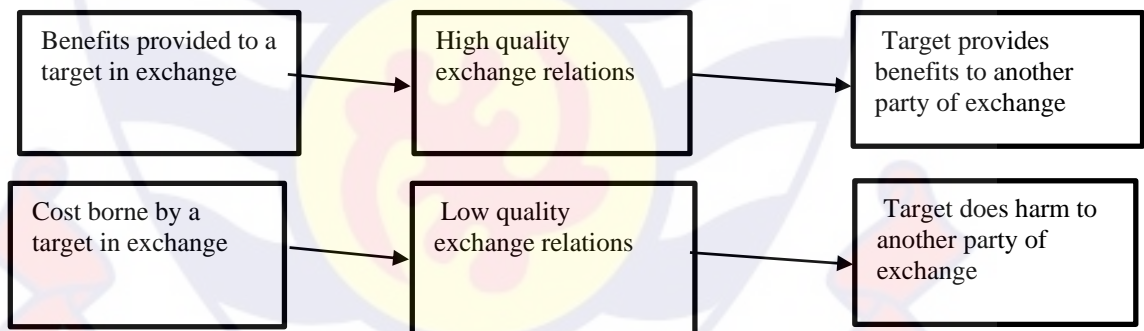 Benefits provided to a
target in exchange
High quality
exchange relations
Target provides
benefits to another
party of exchange
Cost borne by a
target in exchange
Low quality
exchange relations
Target does harm to
another party of
exchange